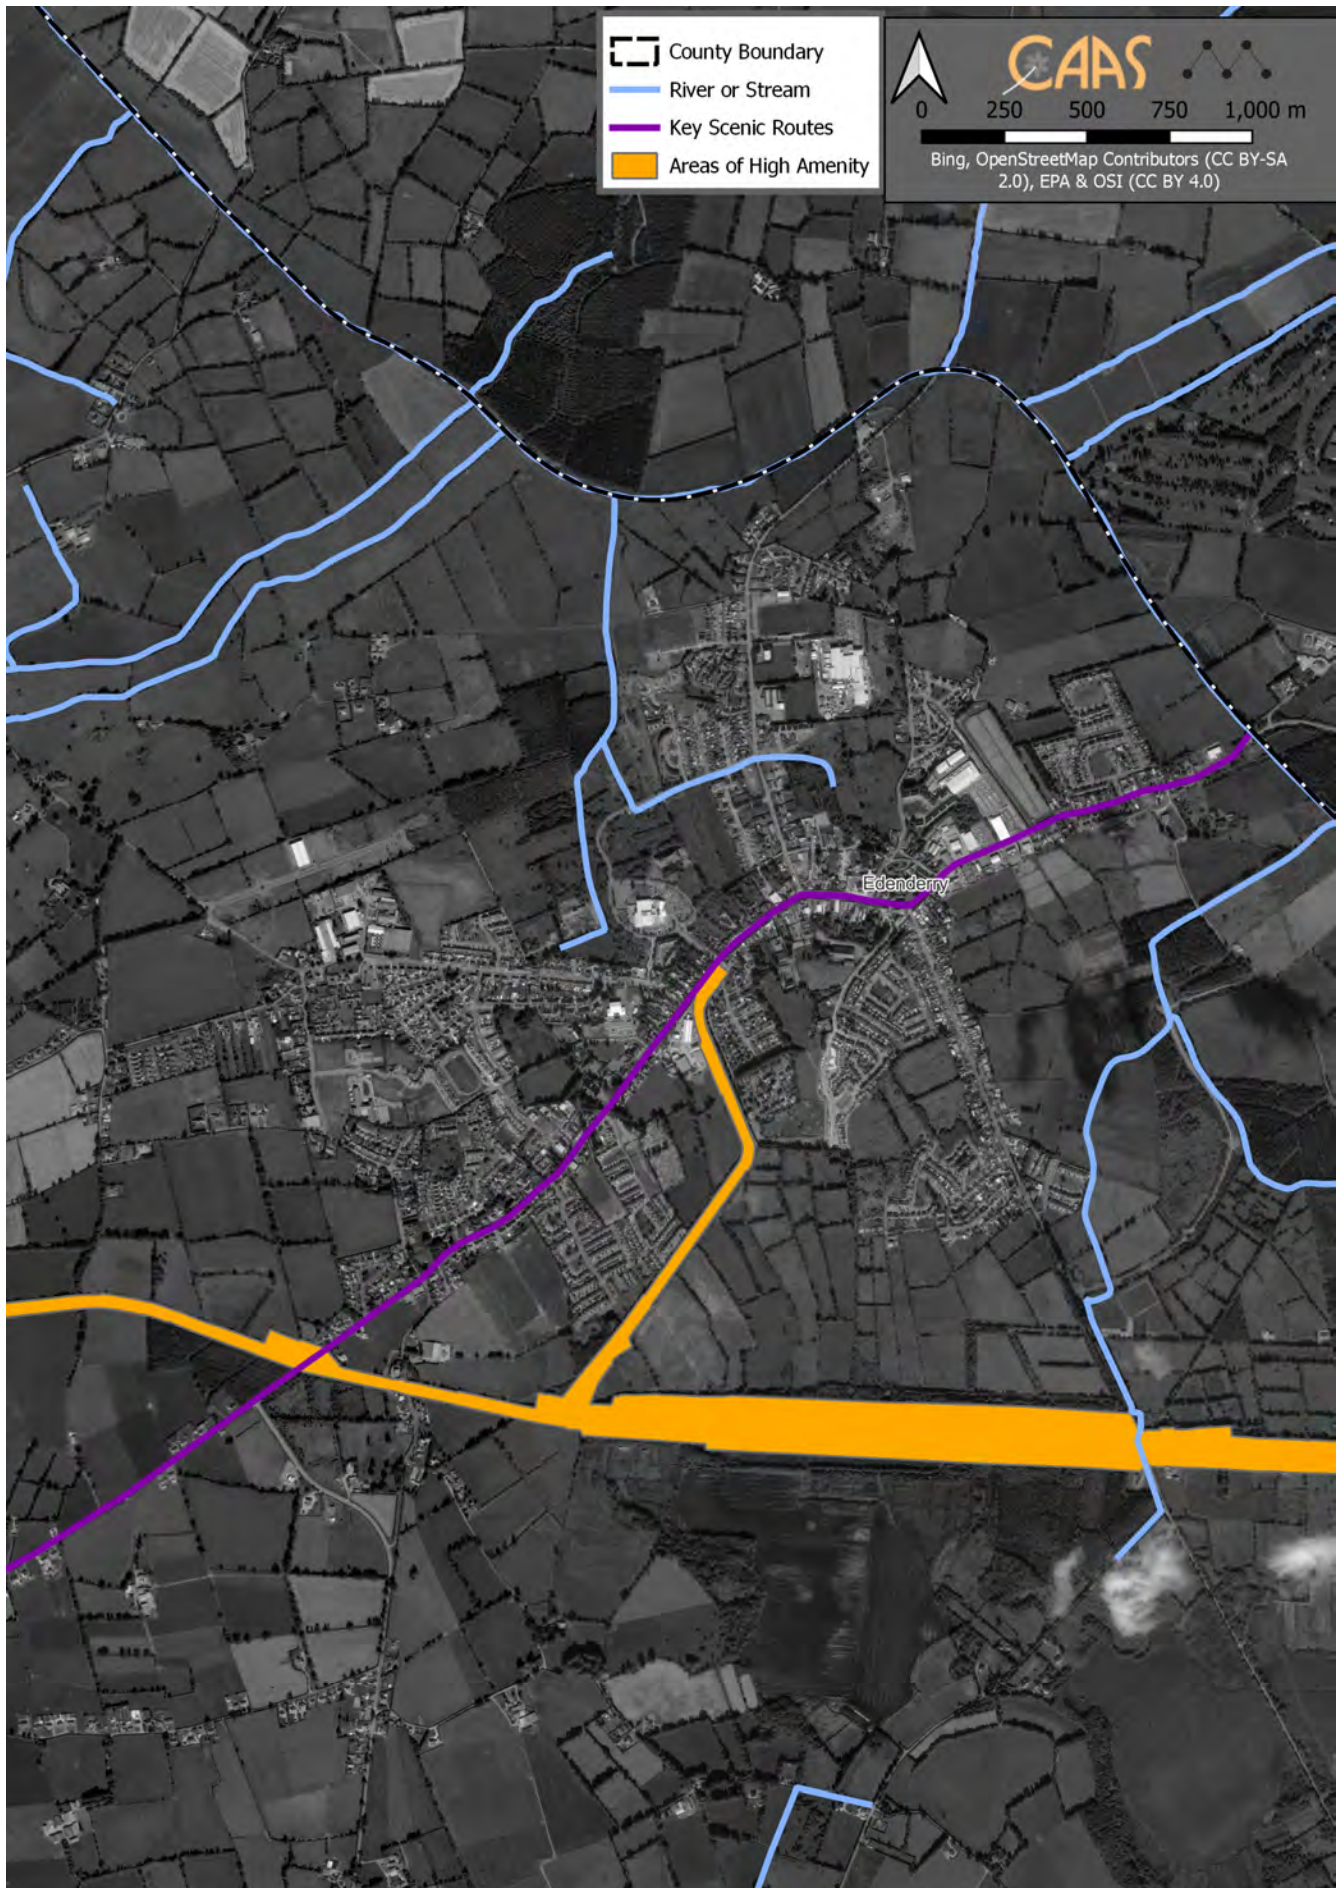 County Boundary
River or Stream
Key Scenic Routes
Areas of High Amenity
CAAS
0 250 500 750 1,000 m
Bing, OpenStreetMap Contributors (CC BY-SA
2.0), EPA & OSI (CC BY 4.0)
Edenderry